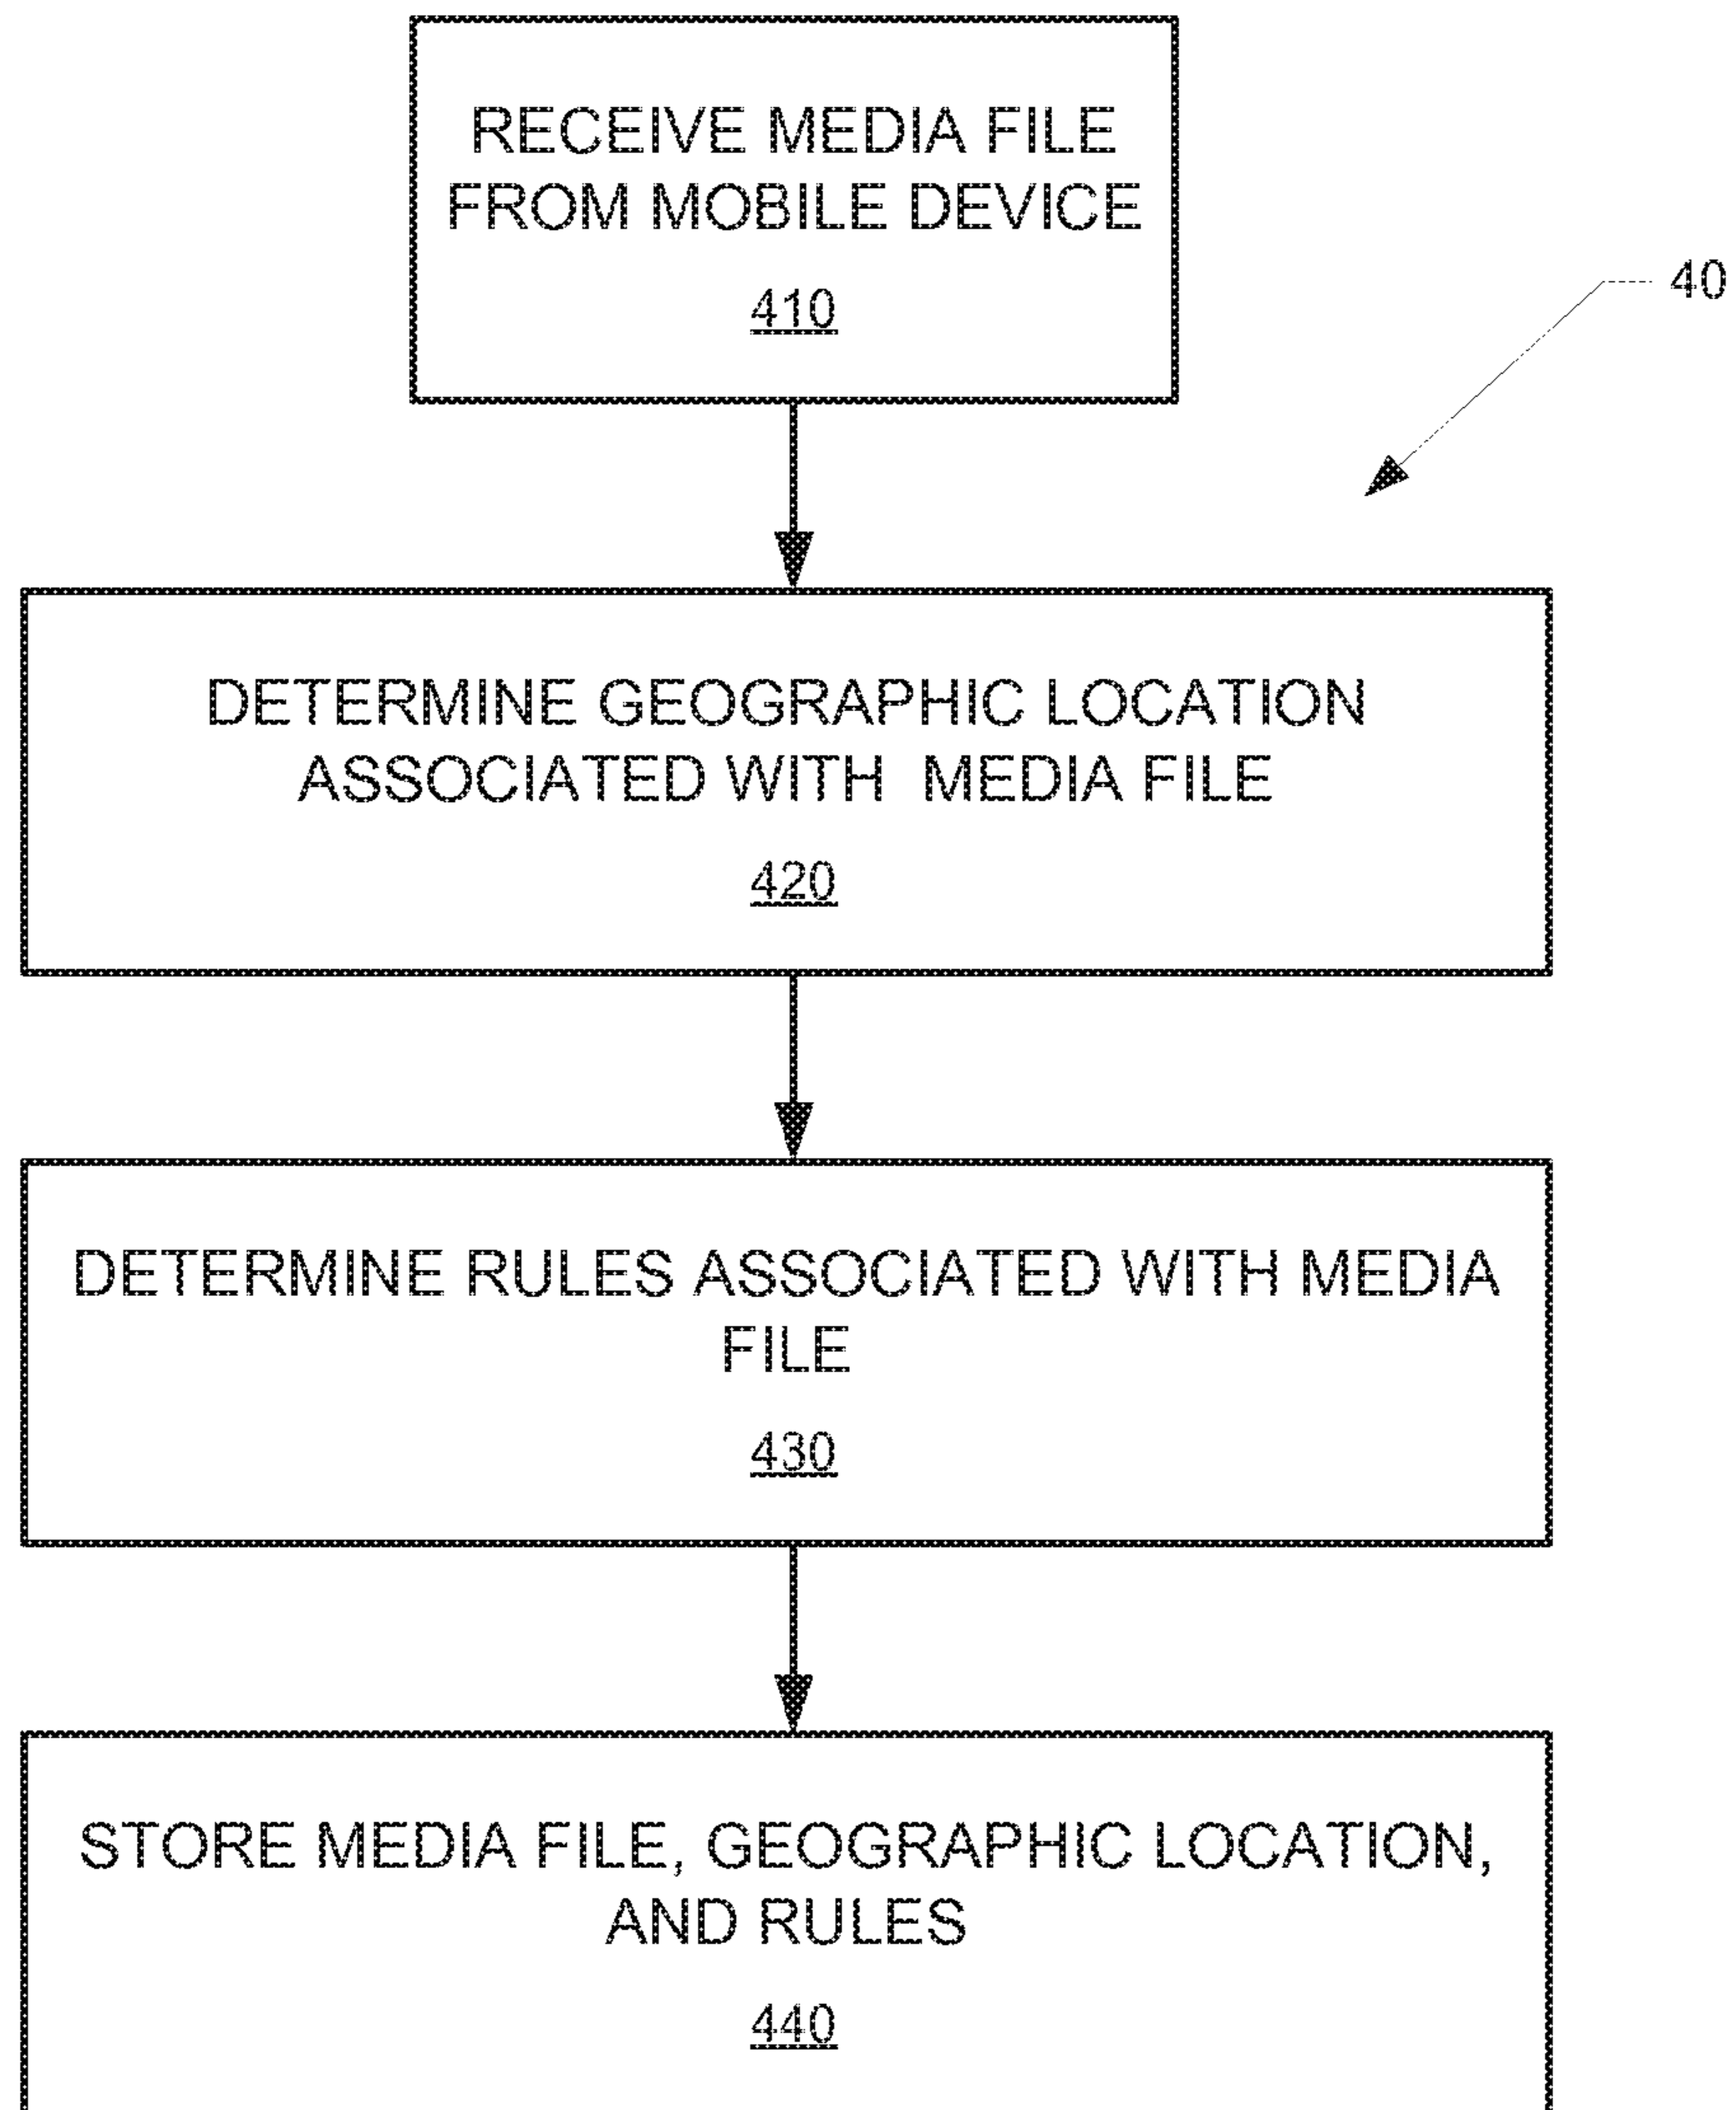 RECEIVE MEDIA FILE
FROM MOBILE DEVICE
410
40
DETERMINE GEOGRAPHIC LOCATION
ASSOCIATED WITH MEDIA FILE
420
DETERMINE RULES ASSOCIATED WITH MEDIA
FILE
430
STORE MEDIA FILE, GEOGRAPHIC LOCATION,
AND RULES
440